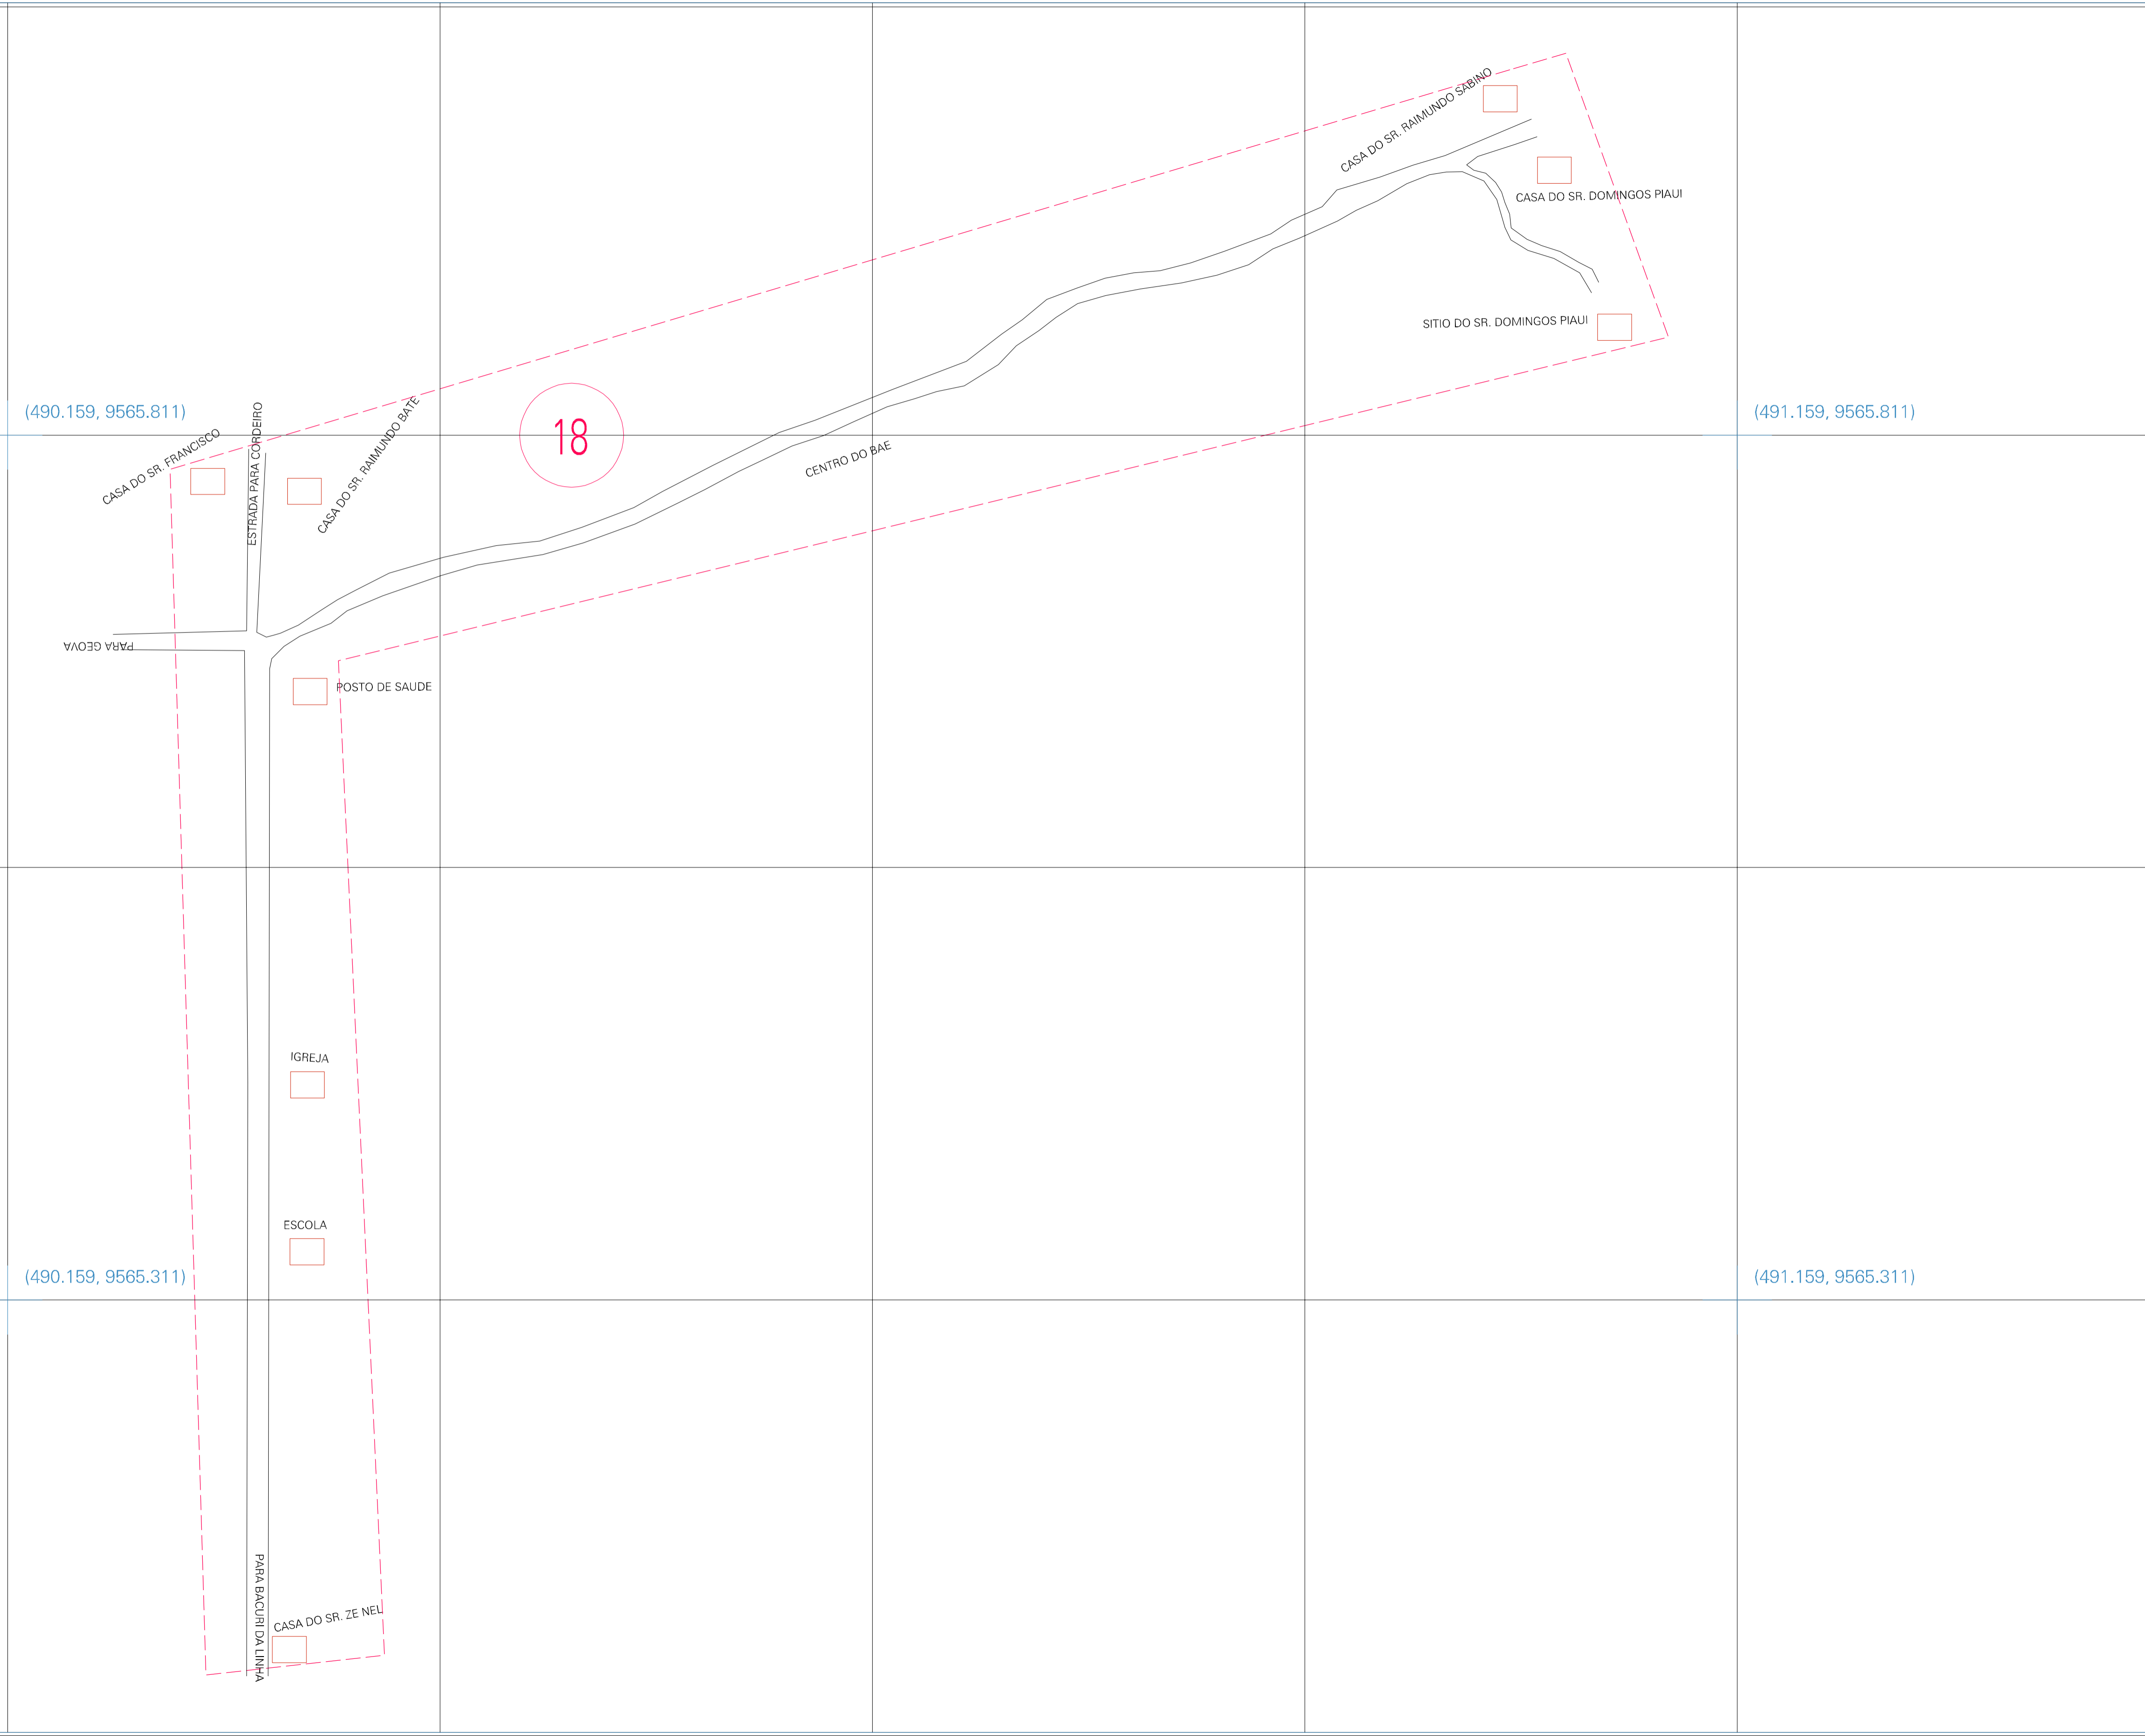 CASA DO SR. RAIMUNDO SABINO
CASA DO SR. DOMINGOS PIAUI
SITIO DO SR. DOMINGOS PIAUI
(490.159, 9565.811)
(491.159, 9565.811)
CASA DO SR. FRANCISCO
ESTRADA PARA CORDEIRO
CASA DO SR. RAIMUNDO BATE
18
CENTRO DO BAE
PARA GEOVA
POSTO DE SAUDE
IGREJA
ESCOLA
(490.159, 9565.311)
(491.159, 9565.311)
PARA BACURI DA LINHA
CASA DO SR. ZE NEL